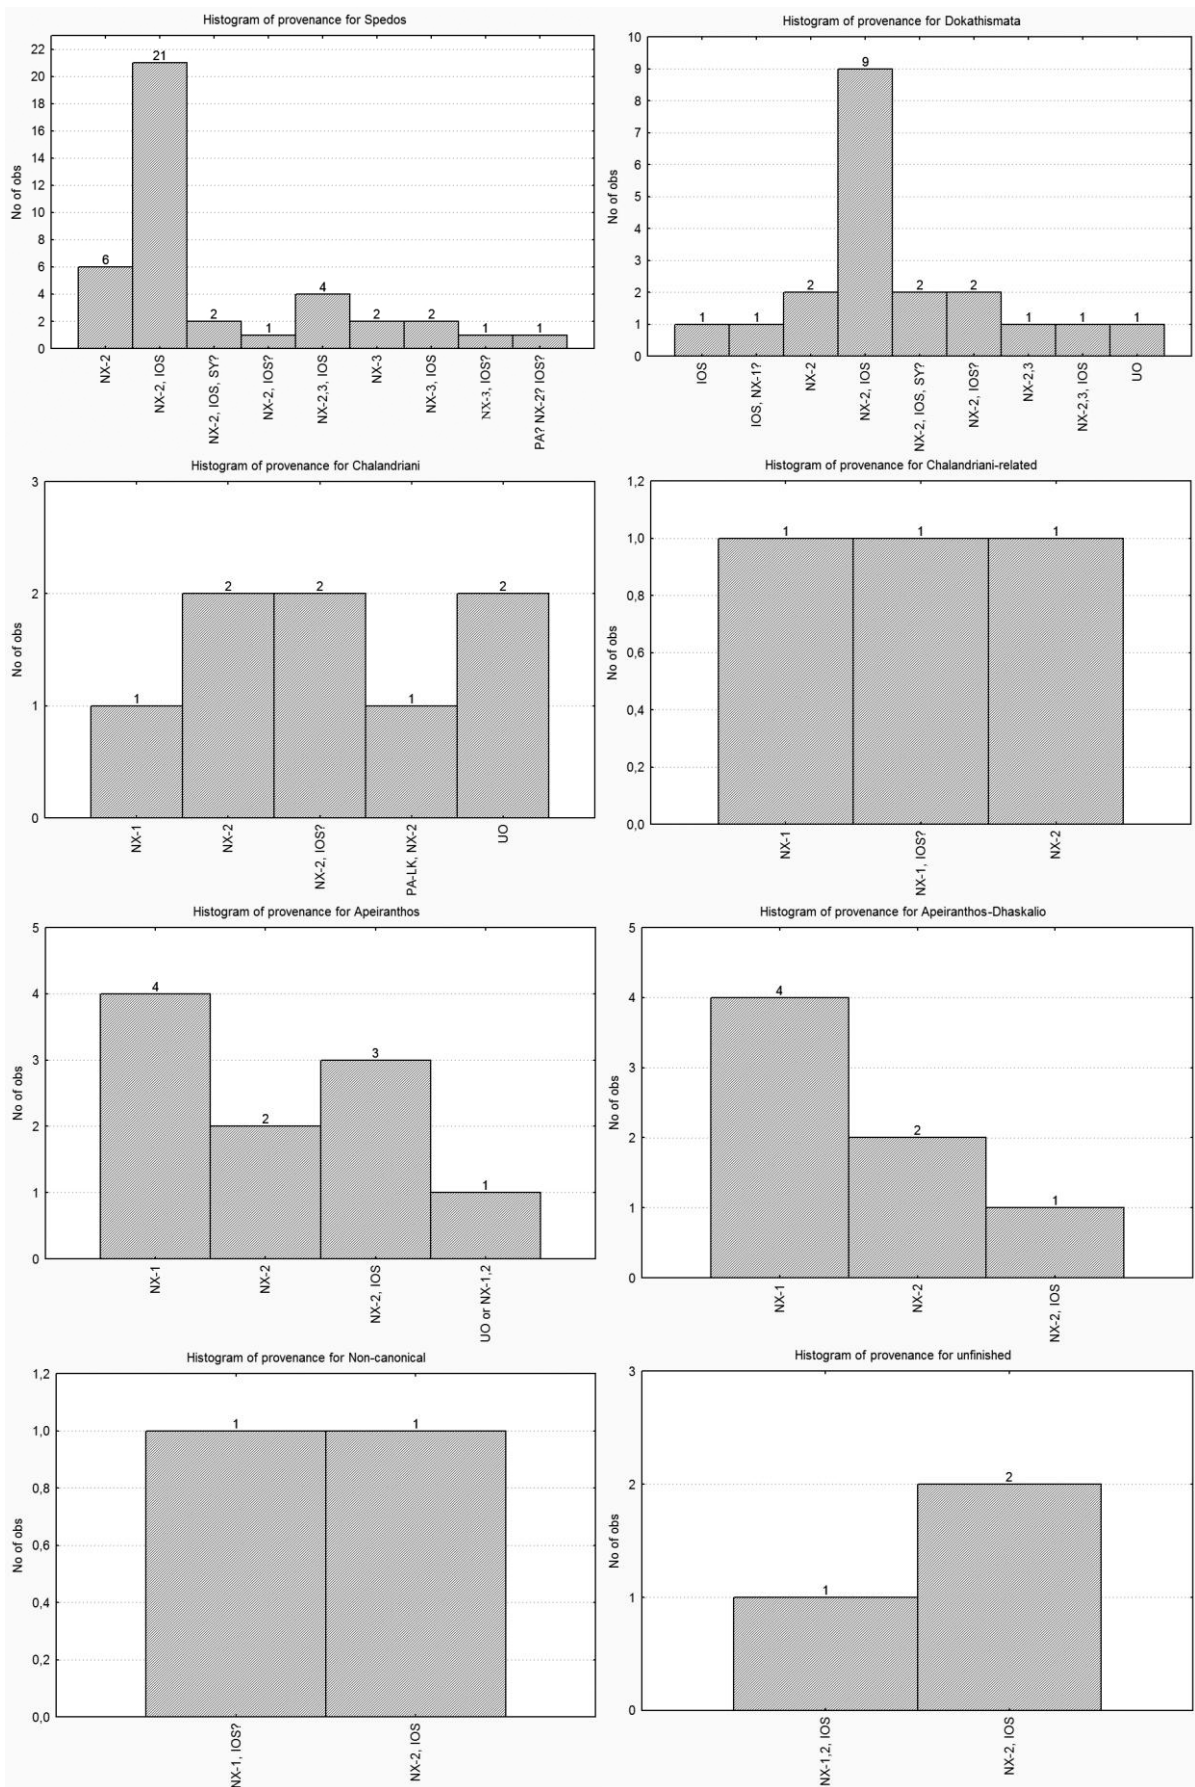 Histogram of provenance for Spedos
No of obs
22
20
18
16
14
12
10
8
6
4
2
0
6
21
2
1
4
2
2
1
1
NX-2
NX-2, IOS
NX-2, IOS, SY?
NX-2, IOS?
NX-2,3, IOS
NX-3
NX-3, IOS
NX-3, IOS?
PA? NX-2? IOS?
Histogram of provenance for Dokathismata
No of obs
10
9
8
7
6
5
4
3
2
1
0
1
1
2
9
2
2
1
1
1
IOS
IOS, NX-1?
NX-2
NX-2, IOS
NX-2, IOS, SY?
NX-2, IOS?
NX-2,3
NX-2,3, IOS
UO
Histogram of provenance for Chalandriani
No of obs
3
2
1
0
1
2
2
1
2
NX-1
NX-2
NX-2, IOS?
PA-LK, NX-2
UO
Histogram of provenance for Chalandriani-related
No of obs
1,2
1,0
0,8
0,6
0,4
0,2
0,0
1
1
1
NX-1
NX-1, IOS?
NX-2
Histogram of provenance for Apeiranthos
No of obs
5
4
3
2
1
0
4
2
3
1
NX-1
NX-2
NX-2, IOS
UO or NX-1,2
Histogram of provenance for Apeiranthos-Dhaskalio
No of obs
5
4
3
2
1
0
4
2
1
NX-1
NX-2
NX-2, IOS
Histogram of provenance for Non-canonical
No of obs
1,2
1,0
0,8
0,6
0,4
0,2
0,0
1
1
NX-1, IOS?
NX-2, IOS
Histogram of provenance for unfinished
No of obs
3
2
1
0
1
2
NX-1,2, IOS
NX-2, IOS